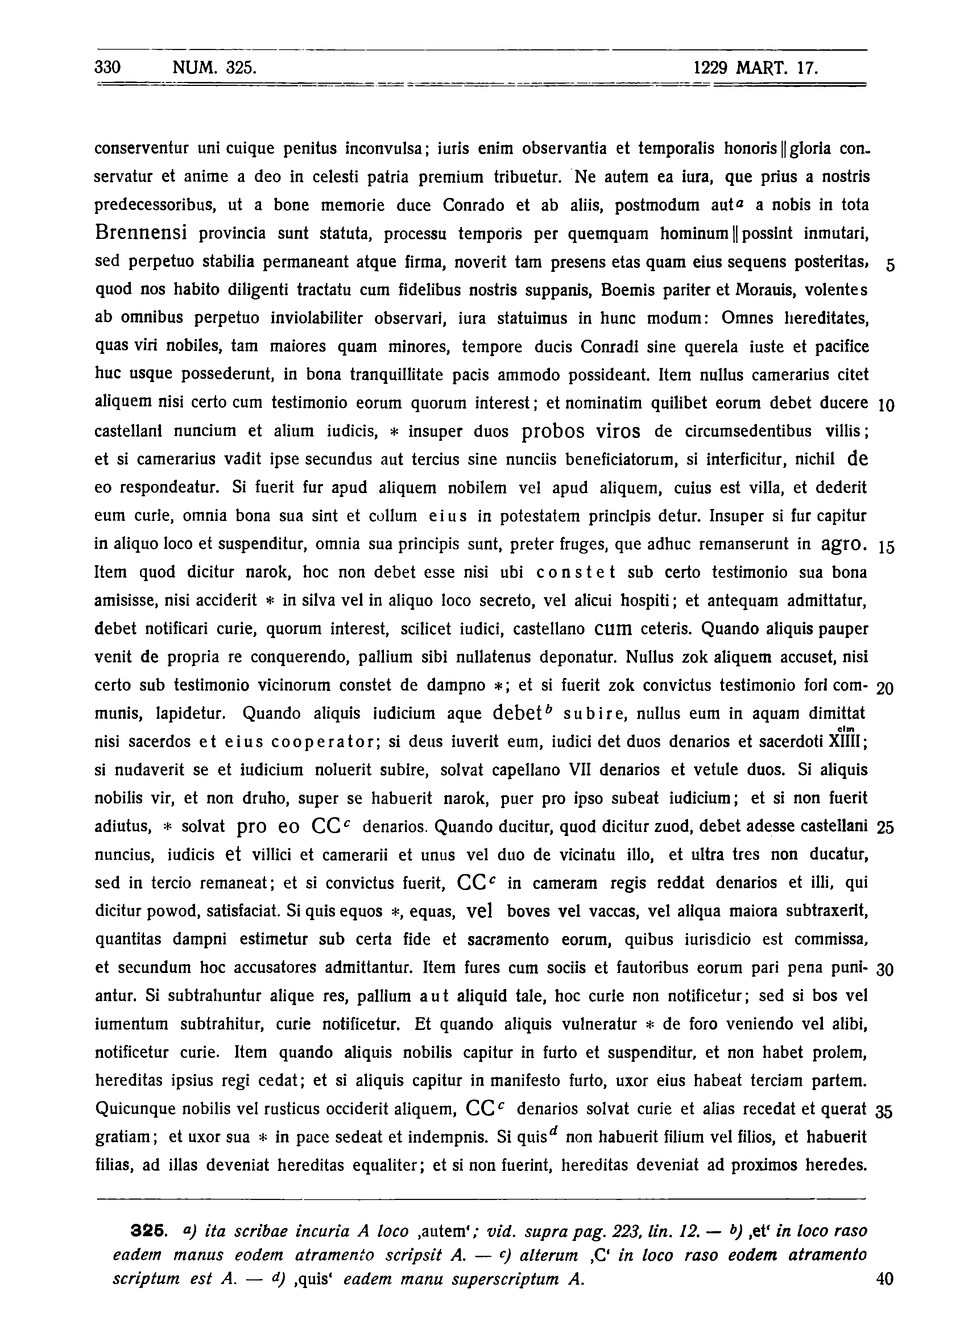 330 NUM. 325. 1229 MART. 17.
conserventur uni cuique penitus inconvulsa; iuris enim observantia et temporalis honoris || gloria con-
servatur et anime a deo in celesti patria premium tribuetur. Ne autem ea iura, que prius a nostris
predecessoribus, ut a bone memorie duce Conrado et ab aliis, postmodum aut a a nobis in tota
Brennensi provincia sunt statuta, processu temporis per quemquam hominum || possint inmutari,
sed perpetuo stabilia permaneant atque firma, noverit tam presens etas quam eius sequens posteritas, 5
quod nos habito diligenti tractatu cum fidelibus nostris suppanis, Boemis pariter et Morauis, volentes
ab omnibus perpetuo inviolabiliter observari, iura statuimus in hunc modum: Omnes hereditates,
quas viri nobiles, tam maiores quam minores, tempore ducis Conradi sine querela iuste et pacifice
huc usque possederunt, in bona tranquillitate pacis ammodo possideant. Item nullus camerarius citet
aliquem nisi certo cum testimonio eorum quorum interest; et nominatim quilibet eorum debet ducere 10
castellani nuncium et alium iudicis, * insuper duos probos viros de circumsedentibus villis;
et si camerarius vadit ipse secundus aut tercius sine nunciis beneficiatorum, si interficitur, nichil de
eo respondeatur. Si fuerit fur apud aliquem nobilem vel apud aliquem, cuius est villa, et dederit
eum curie, omnia bona sua sint et collum eius in potestatem principis detur. Insuper si fur capitur
in aliquo loco et suspenditur, omnia sua principis sunt, preter fruges, que adhuc remanserunt in agro. 15
Item quod dicitur narok, hoc non debet esse nisi ubi constet sub certo testimonio sua bona
amisisse, nisi acciderit * in silva vel in aliquo loco secreto, vel alicui hospiti; et antequam admittatur,
debet notificari curie, quorum interest, scilicet iudici, castellano cum ceteris. Quando aliquis pauper
venit de propria re conquerendo, pallium sibi nullatenus deponatur. Nullus zok aliquem accuset, nisi
certo sub testimonio vicinorum constet de dampno *; et si fuerit zok convictus testimonio fori com- 20
munis, lapidetur. Quando aliquis iudicium aque debet b subire, nullus eum in aquam dimittat
nisi sacerdos et eius cooperator; si deus iuverit eum, iudici det duos denarios et sacerdoti XIIII cim;
si nudaverit se et iudicium noluerit subire, solvat capellano VII denarios et vetule duos. Si aliquis
nobilis vir, et non druho, super se habuerit narok, puer pro ipso subeat iudicium; et si non fuerit
adiutus, * solvat pro eo CC c denarios. Quando ducitur, quod dicitur zuod, debet adesse castellani 25
nuncius, iudicis et villici et camerarii et unus vel duo de vicinatu illo, et ultra tres non ducatur,
sed in tercio remaneat; et si convictus fuerit, CC c in cameram regis reddat denarios et illi, qui
dicitur powod, satisfaciat. Si quis equos *, equas, vel boves vel vaccas, vel aliqua maiora subtraxerit,
quantitas dampni estimetur sub certa fide et sacramento eorum, quibus iurisdicio est commissa,
et secundum hoc accusatores admittantur. Item fures cum sociis et fautoribus eorum pari pena puni- 30
antur. Si subtrahuntur alique res, pallium aut aliquid tale, hoc curie non notificetur; sed si bos vel
iumentum subtrahitur, curie notificetur. Et quando aliquis vulneratur * de foro veniendo vel alibi,
notificetur curie. Item quando aliquis nobilis capitur in furto et suspenditur, et non habet prolem,
hereditas ipsius regi cedat; et si aliquis capitur in manifesto furto, uxor eius habeat terciam partem.
Quicunque nobilis vel rusticus occiderit aliquem, CC c denarios solvat curie et alias recedat et querat 35
gratiam; et uxor sua * in pace sedeat et indempnis. Si quis d non habuerit filium vel filios, et habuerit
filias, ad illas deveniat hereditas equaliter; et si non fuerint, hereditas deveniat ad proximos heredes.
325. a) ita scribae incuria A loco ‚autem‘; vid. supra pag. 223, lin. 12. — b) ‚et‘ in loco raso
eadem manus eodem atramento scripsit A. — c) alterum ‚C‘ in loco raso eodem atramento
scriptum est A. — d) ‚quis‘ eadem manu superscriptum A. 40